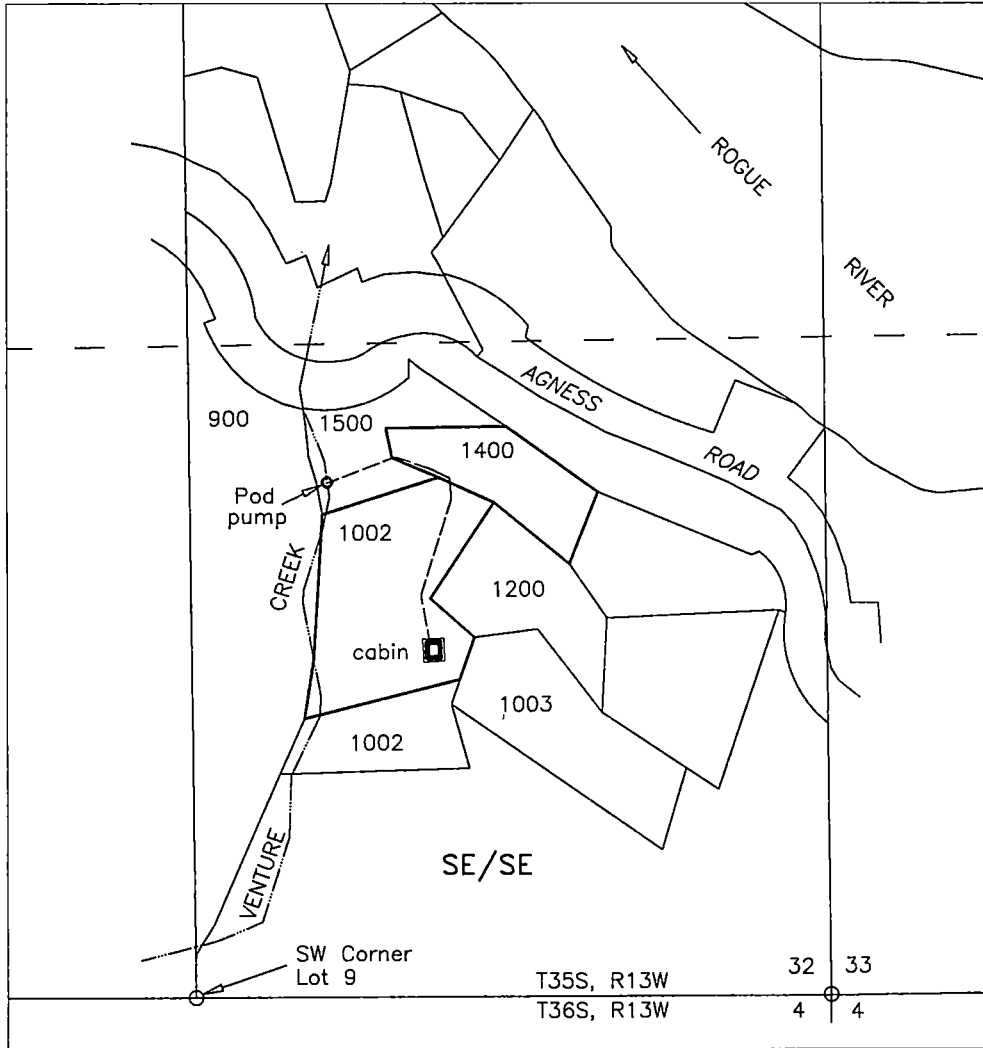 ROGUE
RIVER
AGNESS
ROAD
900
1500
1400
Pod
pump
1002
CREEK
1200
cabin
1003
1002
SE/SE
VENTURE
SW Corner
Lot 9
32 33
T35S, R13W
T36S, R13W
4 4